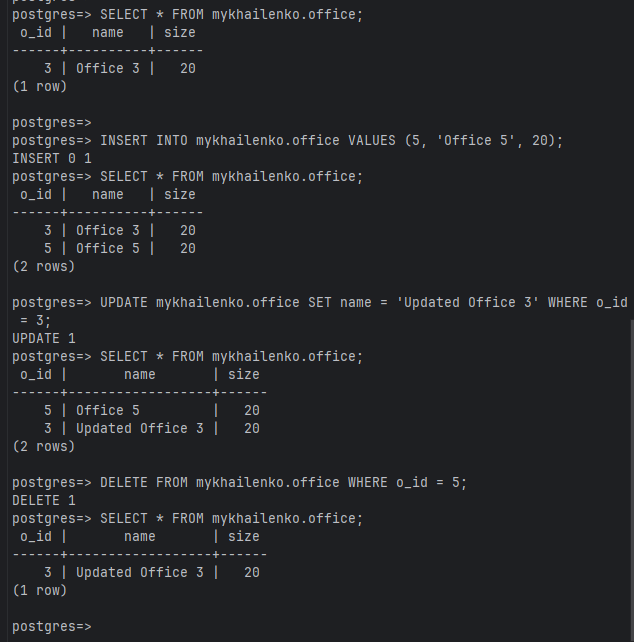 postgres=> SELECT * FROM mykhailenko.office;
 o_id |   name   | size
------+----------+------
    3 | Office 3 |   20
(1 row)

postgres=>
postgres=> INSERT INTO mykhailenko.office VALUES (5, 'Office 5', 20);
INSERT 0 1
postgres=> SELECT * FROM mykhailenko.office;
 o_id |   name   | size
------+----------+------
    3 | Office 3 |   20
    5 | Office 5 |   20
(2 rows)

postgres=> UPDATE mykhailenko.office SET name = 'Updated Office 3' WHERE o_id
 = 3;
UPDATE 1
postgres=> SELECT * FROM mykhailenko.office;
 o_id |       name       | size
------+------------------+------
    5 | Office 5         |   20
    3 | Updated Office 3 |   20
(2 rows)

postgres=> DELETE FROM mykhailenko.office WHERE o_id = 5;
DELETE 1
postgres=> SELECT * FROM mykhailenko.office;
 o_id |       name       | size
------+------------------+------
    3 | Updated Office 3 |   20
(1 row)

postgres=>